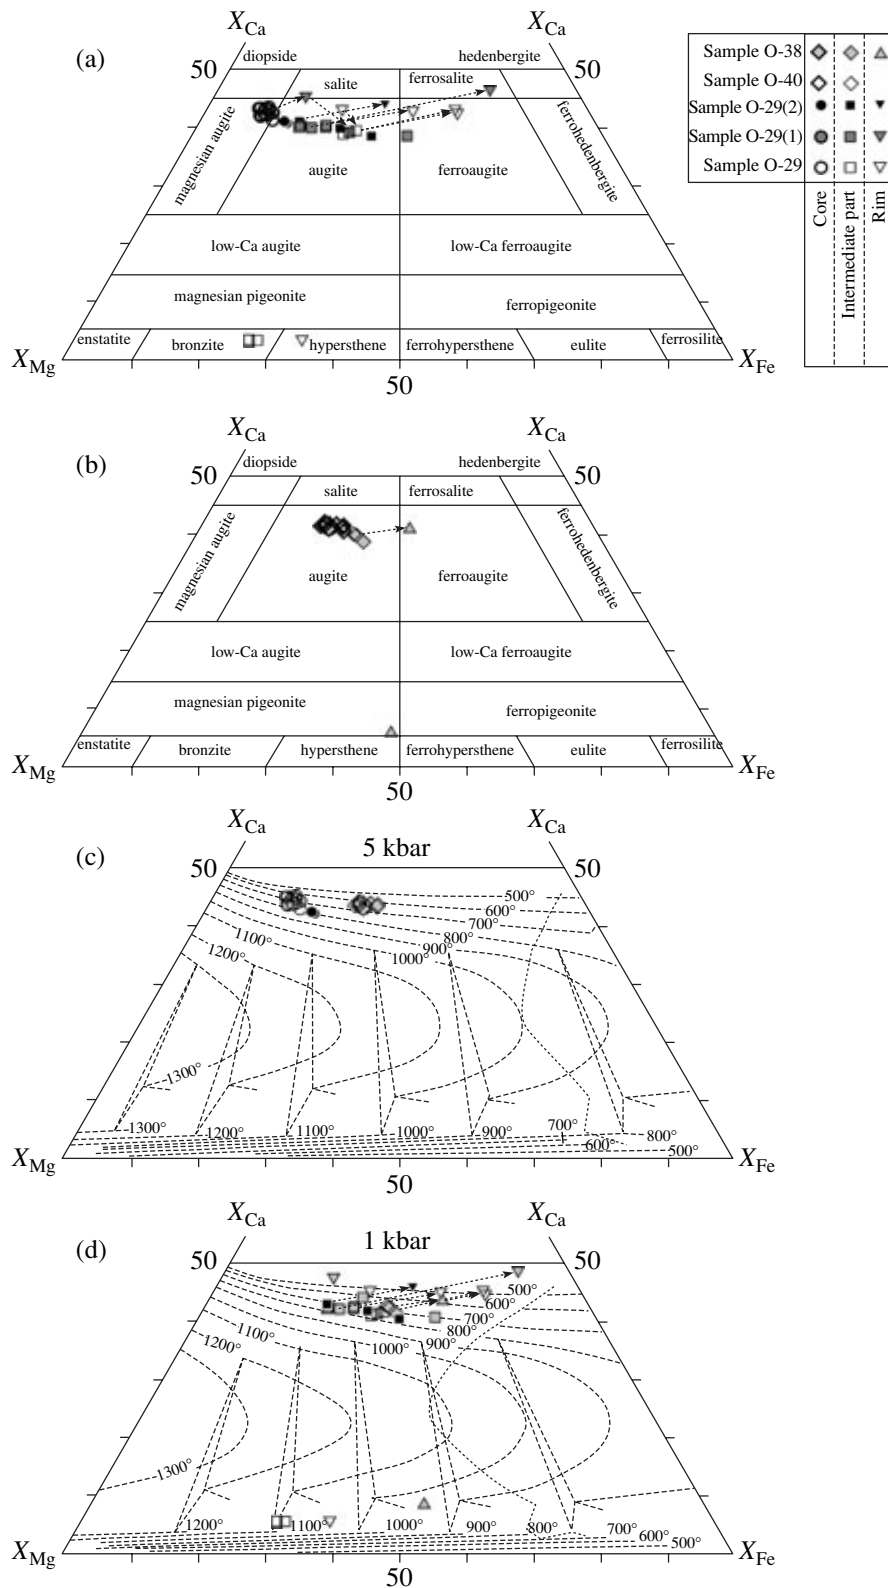 (a)
X_Ca
X_Ca
50
50
diopside
hedenbergite
salite
ferrosalite
magnesian augite
ferrohedenbergite
augite
ferroaugite
low-Ca augite
low-Ca ferroaugite
magnesian pigeonite
ferropigeonite
enstatite
bronzite
hypersthene
ferrohypersthene
eulite
ferrosilite
X_Mg
X_Fe
50
Sample O-38
Sample O-40
Sample O-29(2)
Sample O-29(1)
Sample O-29
Core
Intermediate part
Rim
(b)
X_Ca
X_Ca
50
50
diopside
hedenbergite
salite
ferrosalite
magnesian augite
ferrohedenbergite
augite
ferroaugite
low-Ca augite
low-Ca ferroaugite
magnesian pigeonite
ferropigeonite
enstatite
bronzite
hypersthene
ferrohypersthene
eulite
ferrosilite
X_Mg
X_Fe
50
(c)
X_Ca
X_Ca
5 kbar
50
50
500°
600°
700°
800°
900°
1000°
1100°
1200°
1300°
1300°
1200°
1100°
1000°
900°
700°
600°
800°
500°
X_Mg
X_Fe
50
(d)
X_Ca
X_Ca
1 kbar
50
50
500°
600°
700°
800°
900°
1000°
1100°
1200°
1300°
1200°
1100°
1000°
900°
800°
700°
600°
500°
X_Mg
X_Fe
50